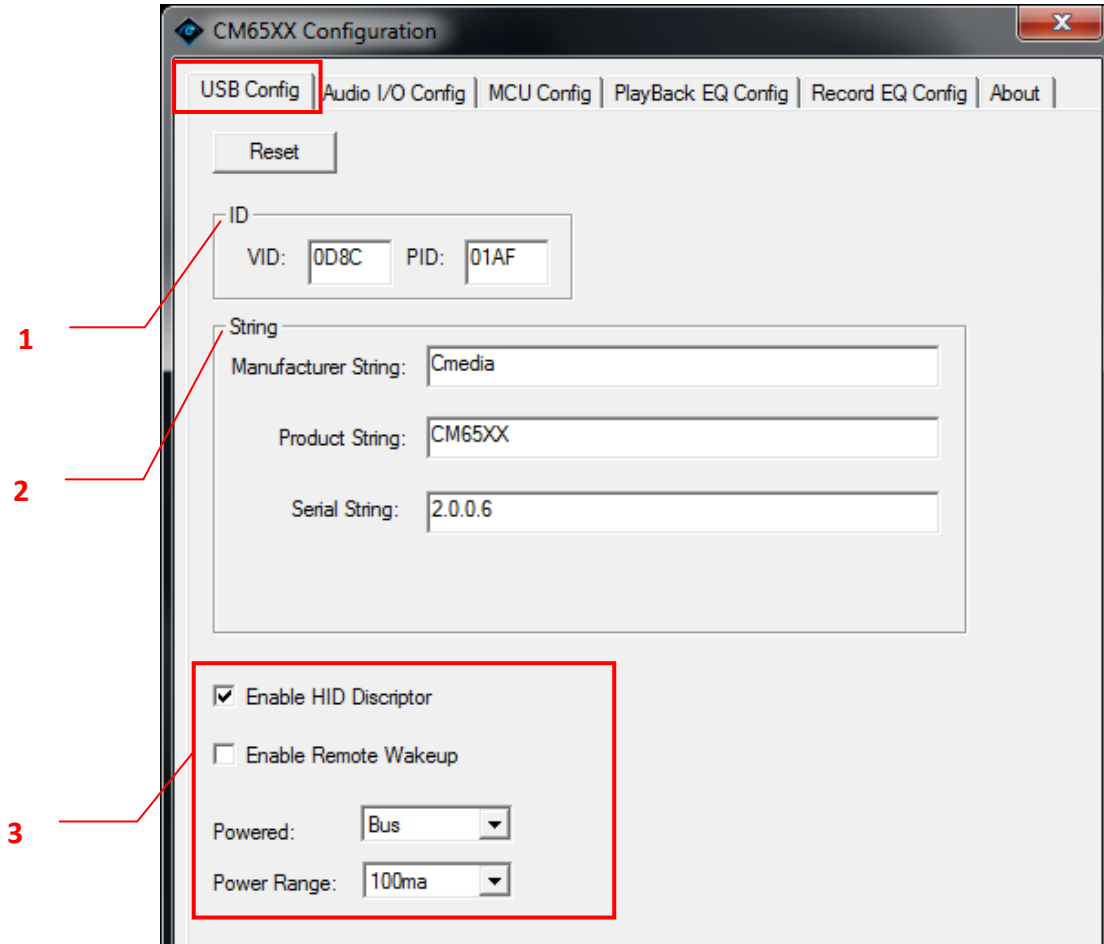 CM65XX Configuration
USB Config Audio I/O Config MCU Config PlayBack EQ Config Record EQ Config About
Reset
ID
VID: 0D8C PID: 01AF
1
String
Manufacturer String: Cmedia
Product String: CM65XX
2
Serial String: 2.0.0.6
Enable HID Discriptor
Enable Remote Wakeup
3
Powered: Bus
Power Range: 100ma